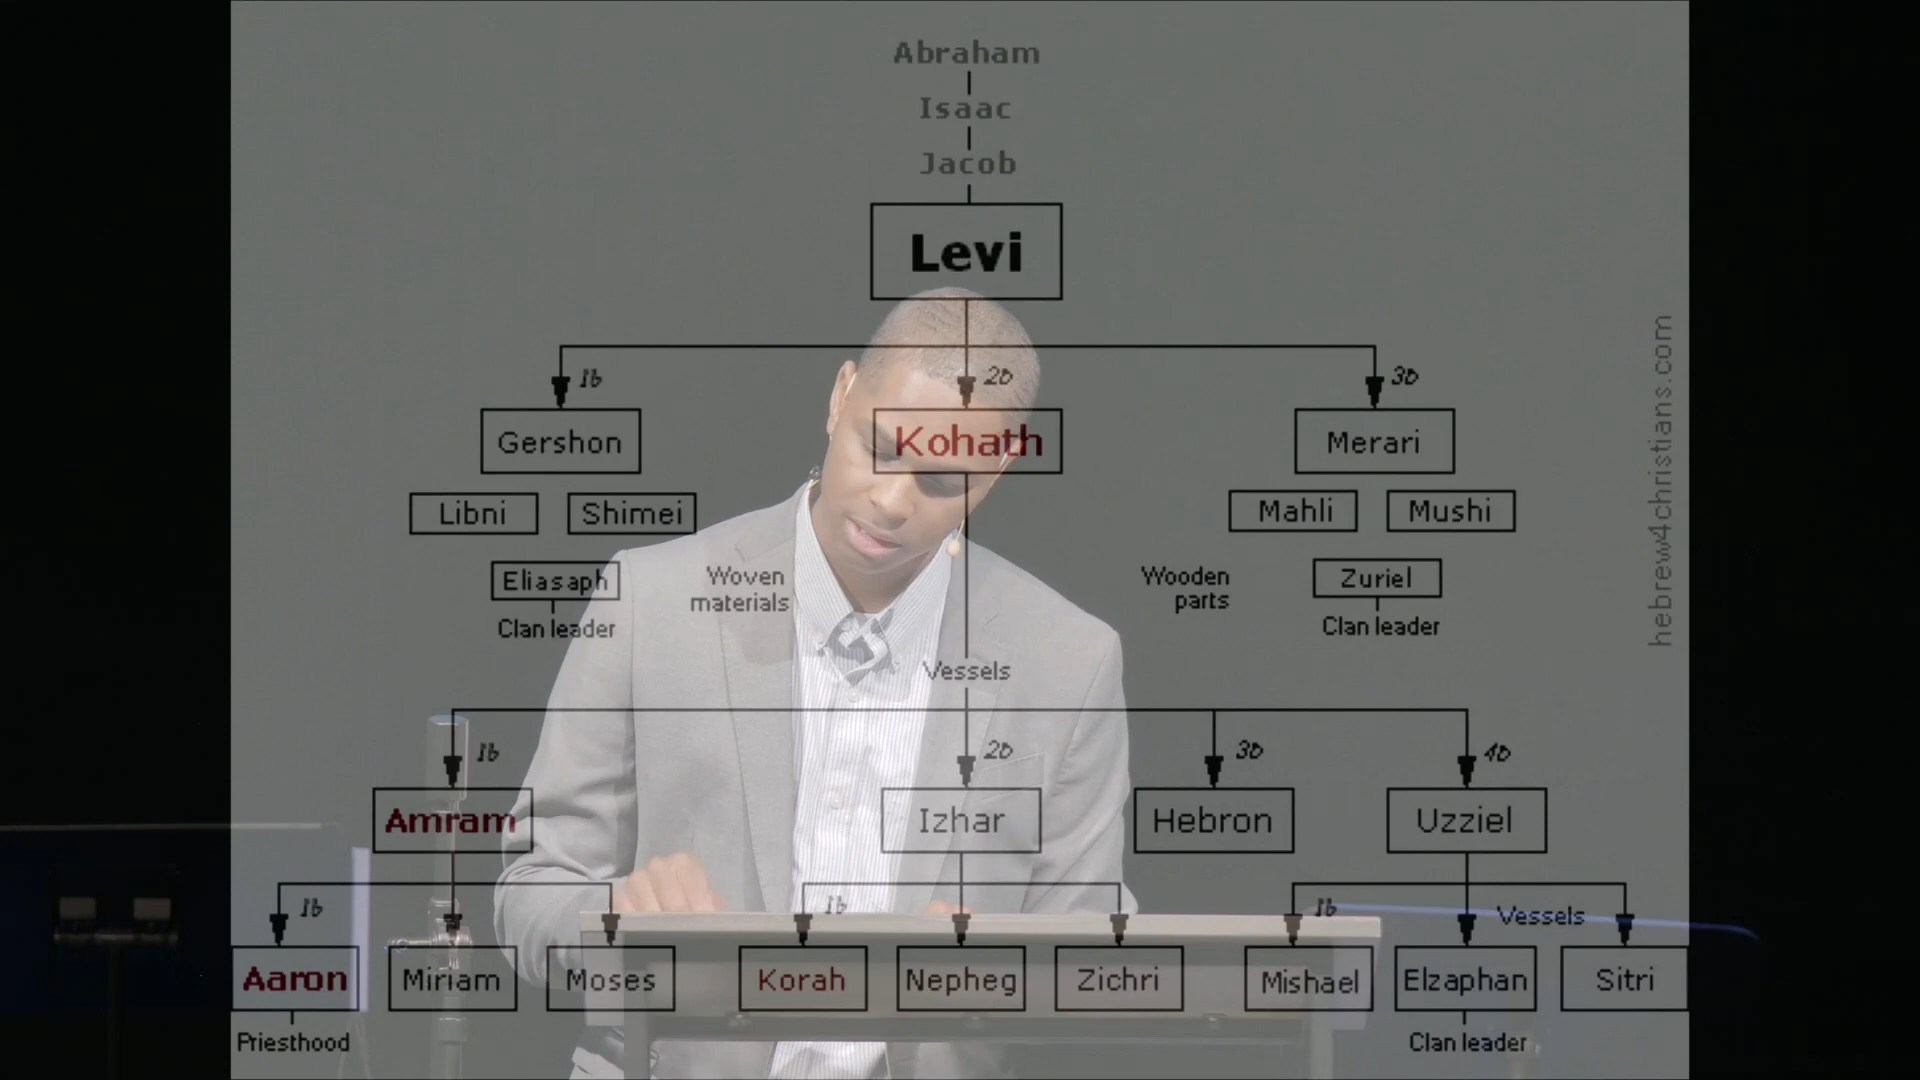 Abraham
Isaac
Jacob
Levi
1b
2b
3b
Gershon
Kohath
Merari
Libni
Shimei
Mahli
Mushi
Eliasaph
Woven
materials
Wooden
parts
Zuriel
Clan leader
Clan leader
Vessels
1b
2b
3b
4b
Amram
Izhar
Hebron
Uzziel
1b
1b
1b
Vessels
Aaron
Miriam
Moses
Korah
Nepheg
Zichri
Mishael
Elzaphan
Sitri
Priesthood
Clan leader
hebrew4christians.com